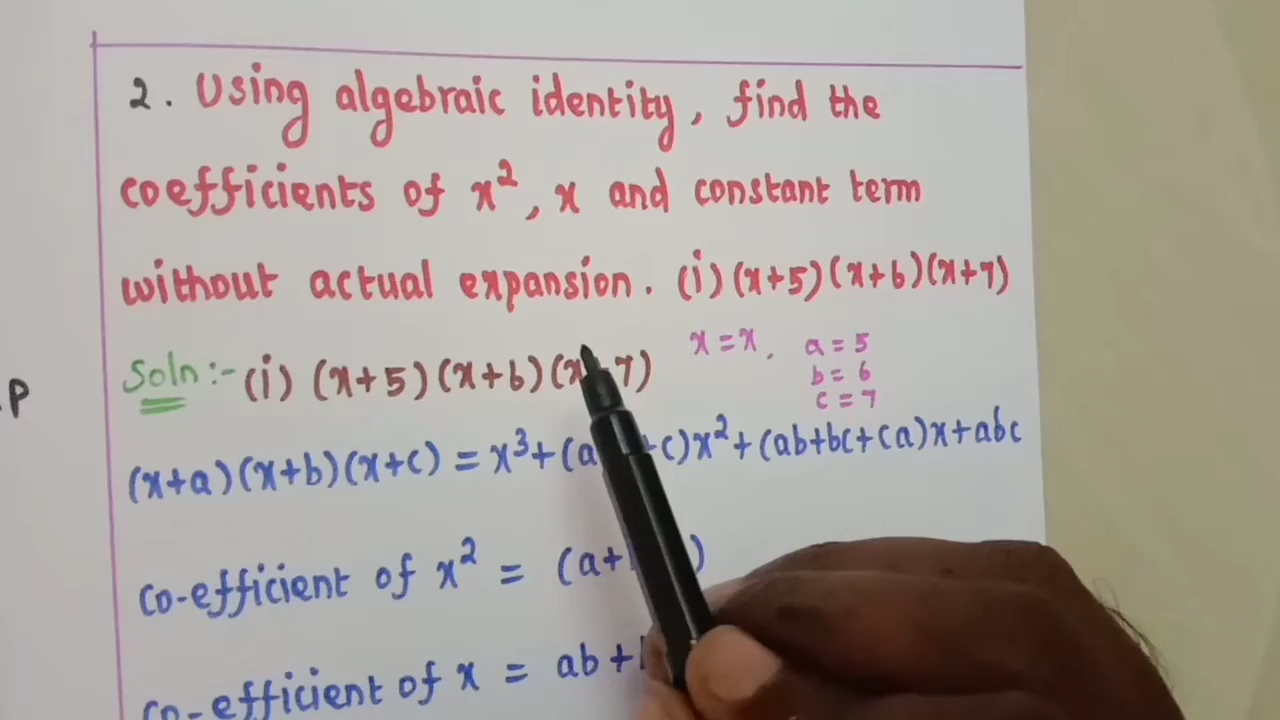 2. Using algebraic identity, find the
coefficients of x², x and constant term
without actual expansion. (i) (x+5)(x+6)(x+7)
x=x, a=5
b=6
c=7
Soln:- (i) (x+5)(x+6)(x+7)
P
(x+a)(x+b)(x+c) = x³+(a +c)x²+(ab+bc+ca)x+abc
co-efficient of x² = (a+ )
co-efficient of x = ab+